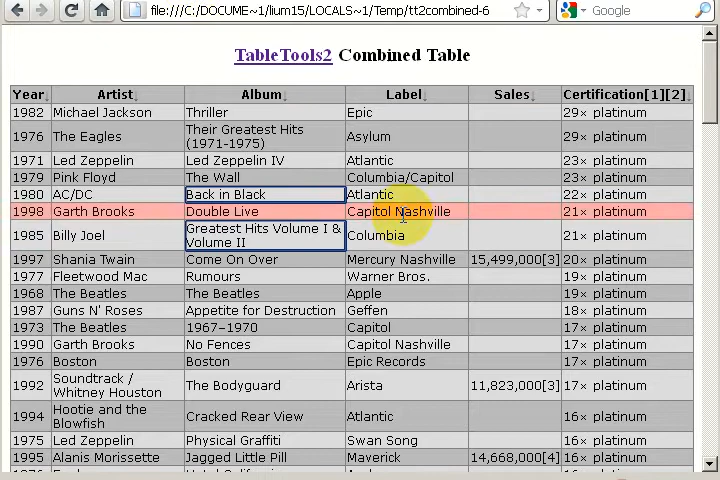 file:///C:/DOCUME~1/lium15/LOCALS~1/Temp/tt2combined-6
Google
TableTools2 Combined Table
Year↓ Artist↓ Album↓ Label↓ Sales↓ Certification[1][2]↓
1982 Michael Jackson Thriller Epic 29× platinum
1976 The Eagles Their Greatest Hits (1971-1975) Asylum 29× platinum
1971 Led Zeppelin Led Zeppelin IV Atlantic 23× platinum
1979 Pink Floyd The Wall Columbia/Capitol 23× platinum
1980 AC/DC Back in Black Atlantic 22× platinum
1998 Garth Brooks Double Live Capitol Nashville 21× platinum
1985 Billy Joel Greatest Hits Volume I & Volume II Columbia 21× platinum
1997 Shania Twain Come On Over Mercury Nashville 15,499,000[3] 20× platinum
1977 Fleetwood Mac Rumours Warner Bros. 19× platinum
1968 The Beatles The Beatles Apple 19× platinum
1987 Guns N' Roses Appetite for Destruction Geffen 18× platinum
1973 The Beatles 1967–1970 Capitol 17× platinum
1990 Garth Brooks No Fences Capitol Nashville 17× platinum
1976 Boston Boston Epic Records 17× platinum
1992 Soundtrack / Whitney Houston The Bodyguard Arista 11,823,000[3] 17× platinum
1994 Hootie and the Blowfish Cracked Rear View Atlantic 16× platinum
1975 Led Zeppelin Physical Graffiti Swan Song 16× platinum
1995 Alanis Morissette Jagged Little Pill Maverick 14,668,000[4] 16× platinum